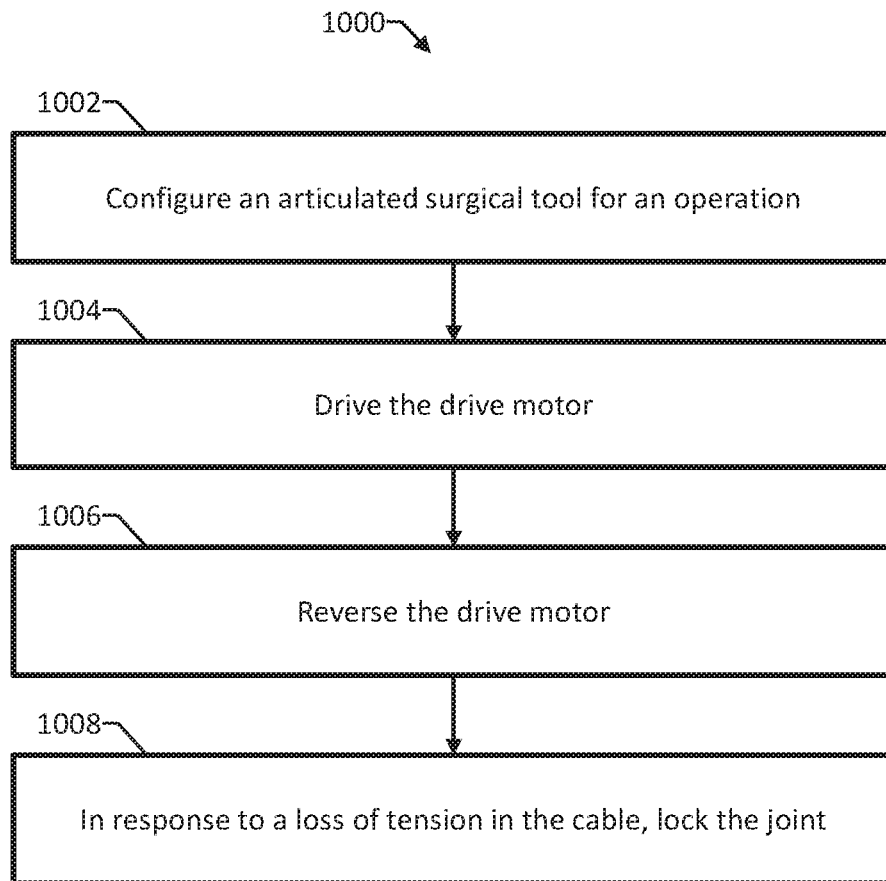 1000
1002
Configure an articulated surgical tool for an operation
1004
Drive the drive motor
1006
Reverse the drive motor
1008
In response to a loss of tension in the cable, lock the joint